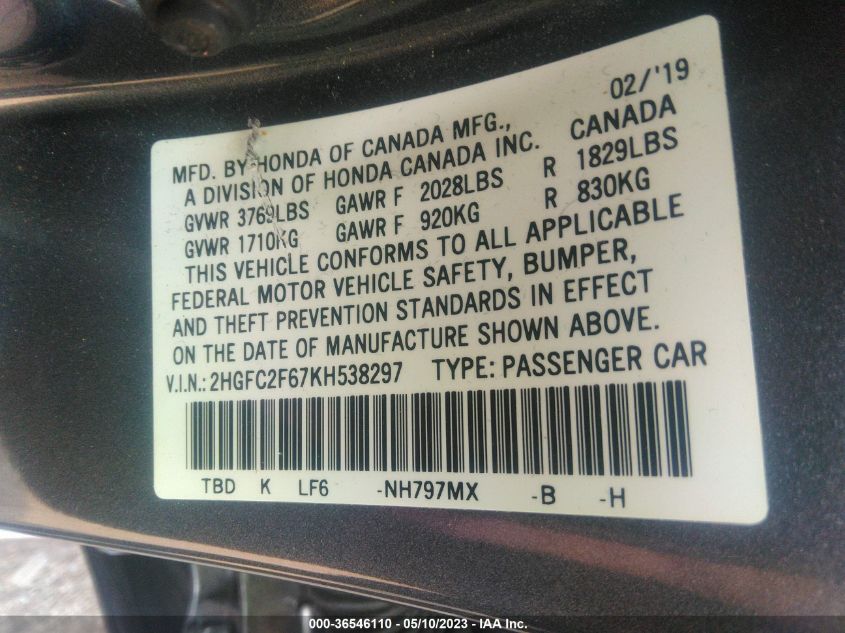 02/'19
MFD. BY HONDA OF CANADA MFG., CANADA
A DIVISION OF HONDA CANADA INC.
GVWR 3769LBS GAWR F 2028LBS R 1829LBS
GVWR 1710KG GAWR F 920KG R 830KG
THIS VEHICLE CONFORMS TO ALL APPLICABLE
FEDERAL MOTOR VEHICLE SAFETY, BUMPER,
AND THEFT PREVENTION STANDARDS IN EFFECT
ON THE DATE OF MANUFACTURE SHOWN ABOVE.
V.I.N.: 2HGFC2F67KH538297 TYPE: PASSENGER CAR
TBD K LF6 -NH797MX -B -H
000-36546110 — 05/10/2023 — IAA Inc.